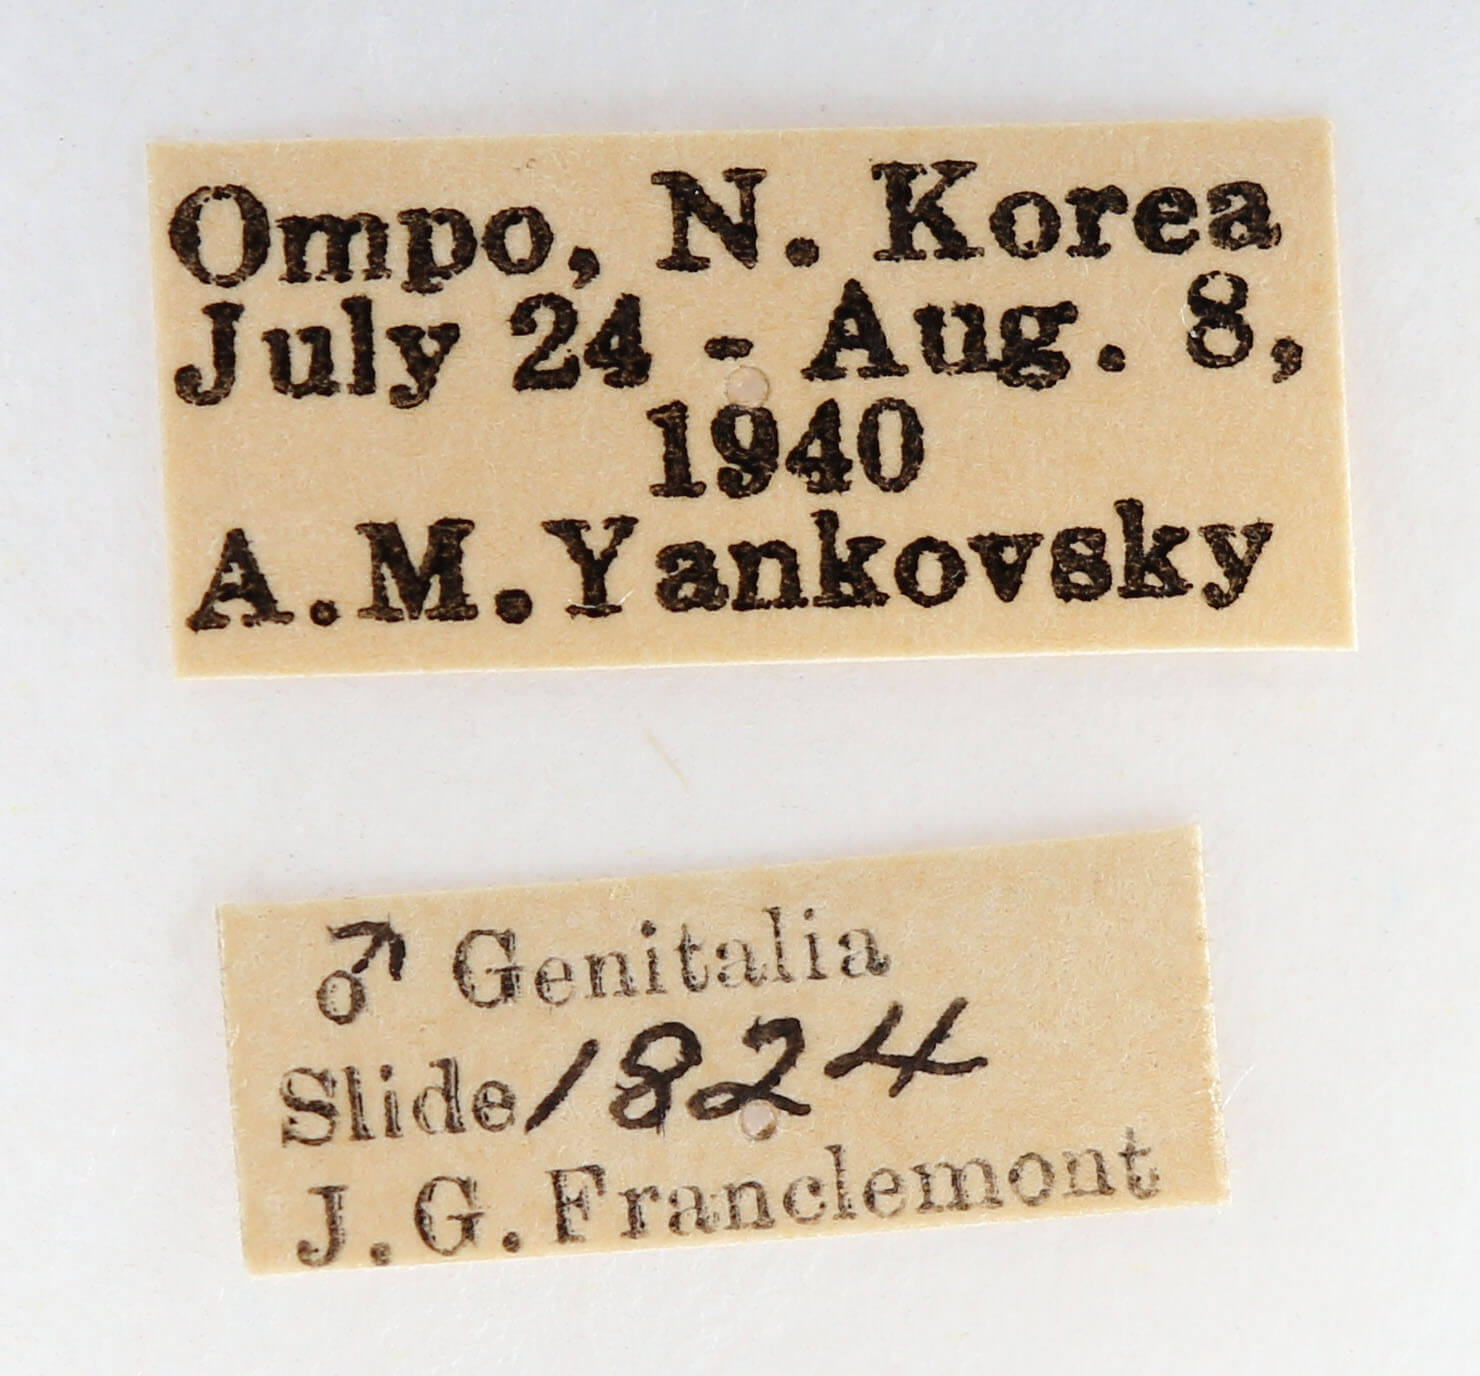 Ompo, N. Korea
July 24 - Aug. 8,
1940
A.M.Yankovsky
♂ Genitalia
Slide 1824
J.G.Franclemont